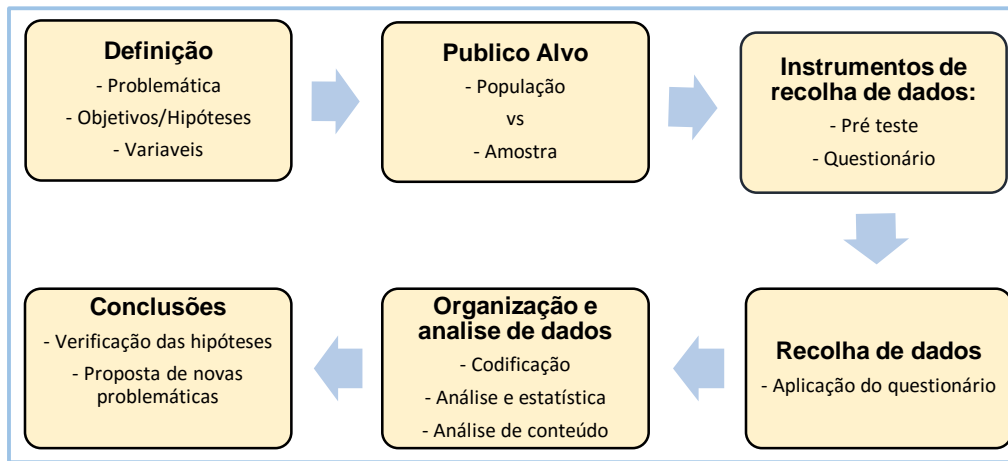 Definição
- Problemática
- Objetivos/Hipóteses
- Variaveis
Publico Alvo
- População
vs
- Amostra
Instrumentos de
recolha de dados:
- Pré teste
- Questionário
Recolha de dados
- Aplicação do questionário
Organização e
analise de dados
- Codificação
- Análise e estatística
- Análise de conteúdo
Conclusões
- Verificação das hipóteses
- Proposta de novas
problemáticas